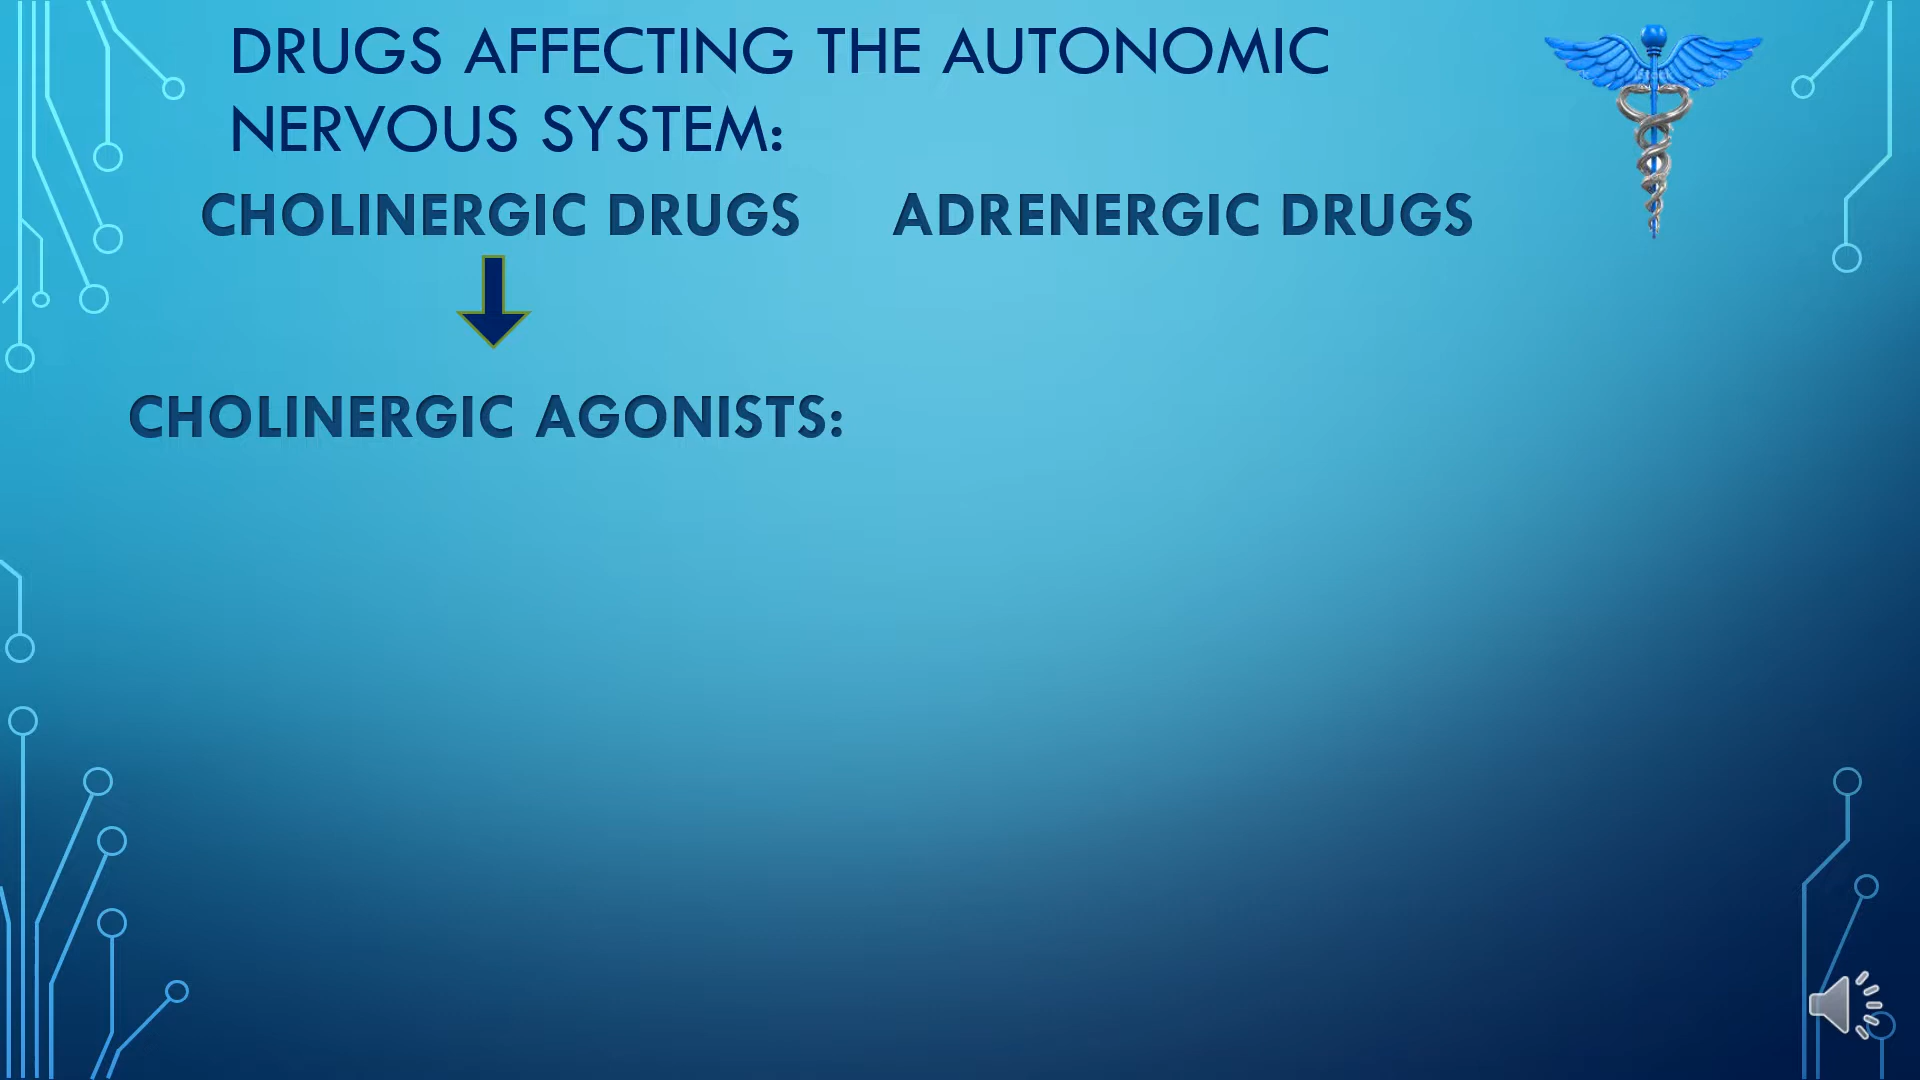 DRUGS AFFECTING THE AUTONOMIC
NERVOUS SYSTEM:
CHOLINERGIC DRUGS ADRENERGIC DRUGS
CHOLINERGIC AGONISTS: